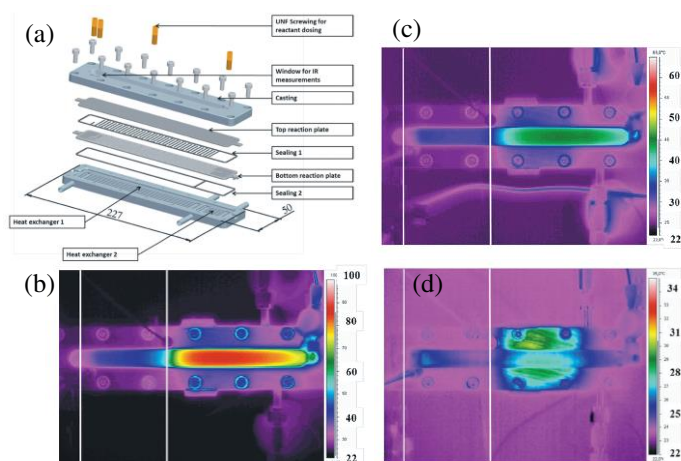 (a)
UNF Screwing for
reactant dosing
Window for IR
measurements
Casting
Top reaction plate
Sealing 1
Bottom reaction plate
Sealing 2
Heat exchanger 1
Heat exchanger 2
227
50
(b)
100
80
60
40
22
(c)
60
50
40
30
22
(d)
34
31
28
25
22